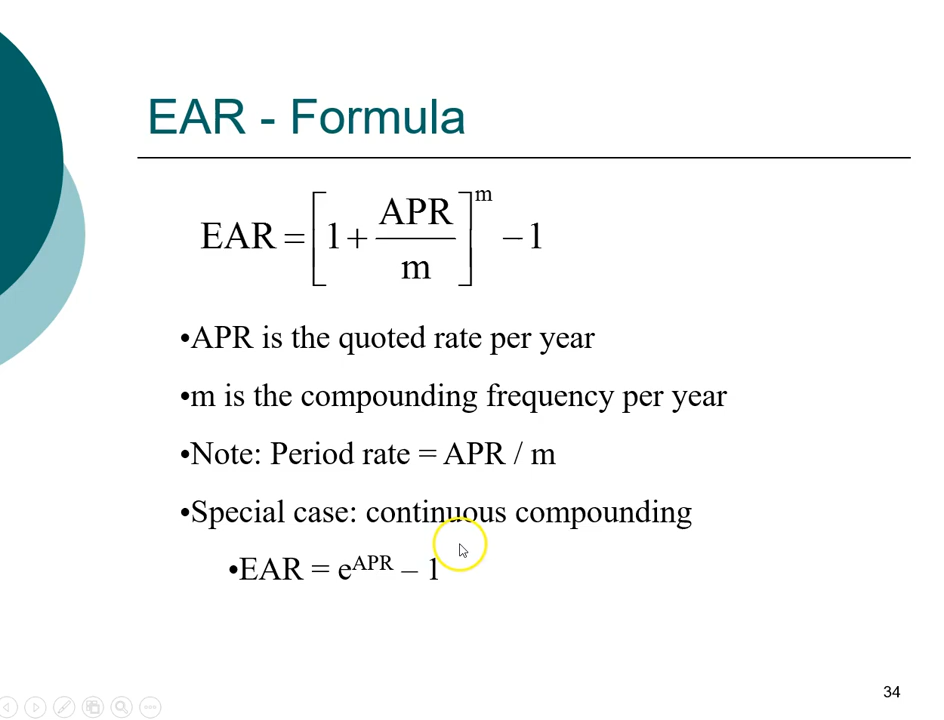 EAR - Formula
EAR = [1 + APR/m]^m − 1
•APR is the quoted rate per year
•m is the compounding frequency per year
•Note: Period rate = APR / m
•Special case: continuous compounding
•EAR = e^APR – 1
34